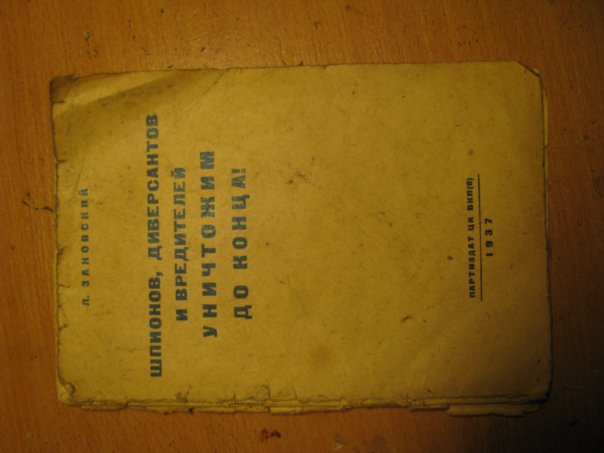 Л. ЗАКОВСКИЙ
ШПИОНОВ, ДИВЕРСАНТОВ
И ВРЕДИТЕЛЕЙ
УНИЧТОЖИМ
ДО КОНЦА!
ПАРТИЗДАТ ЦК ВКП(б)
1937